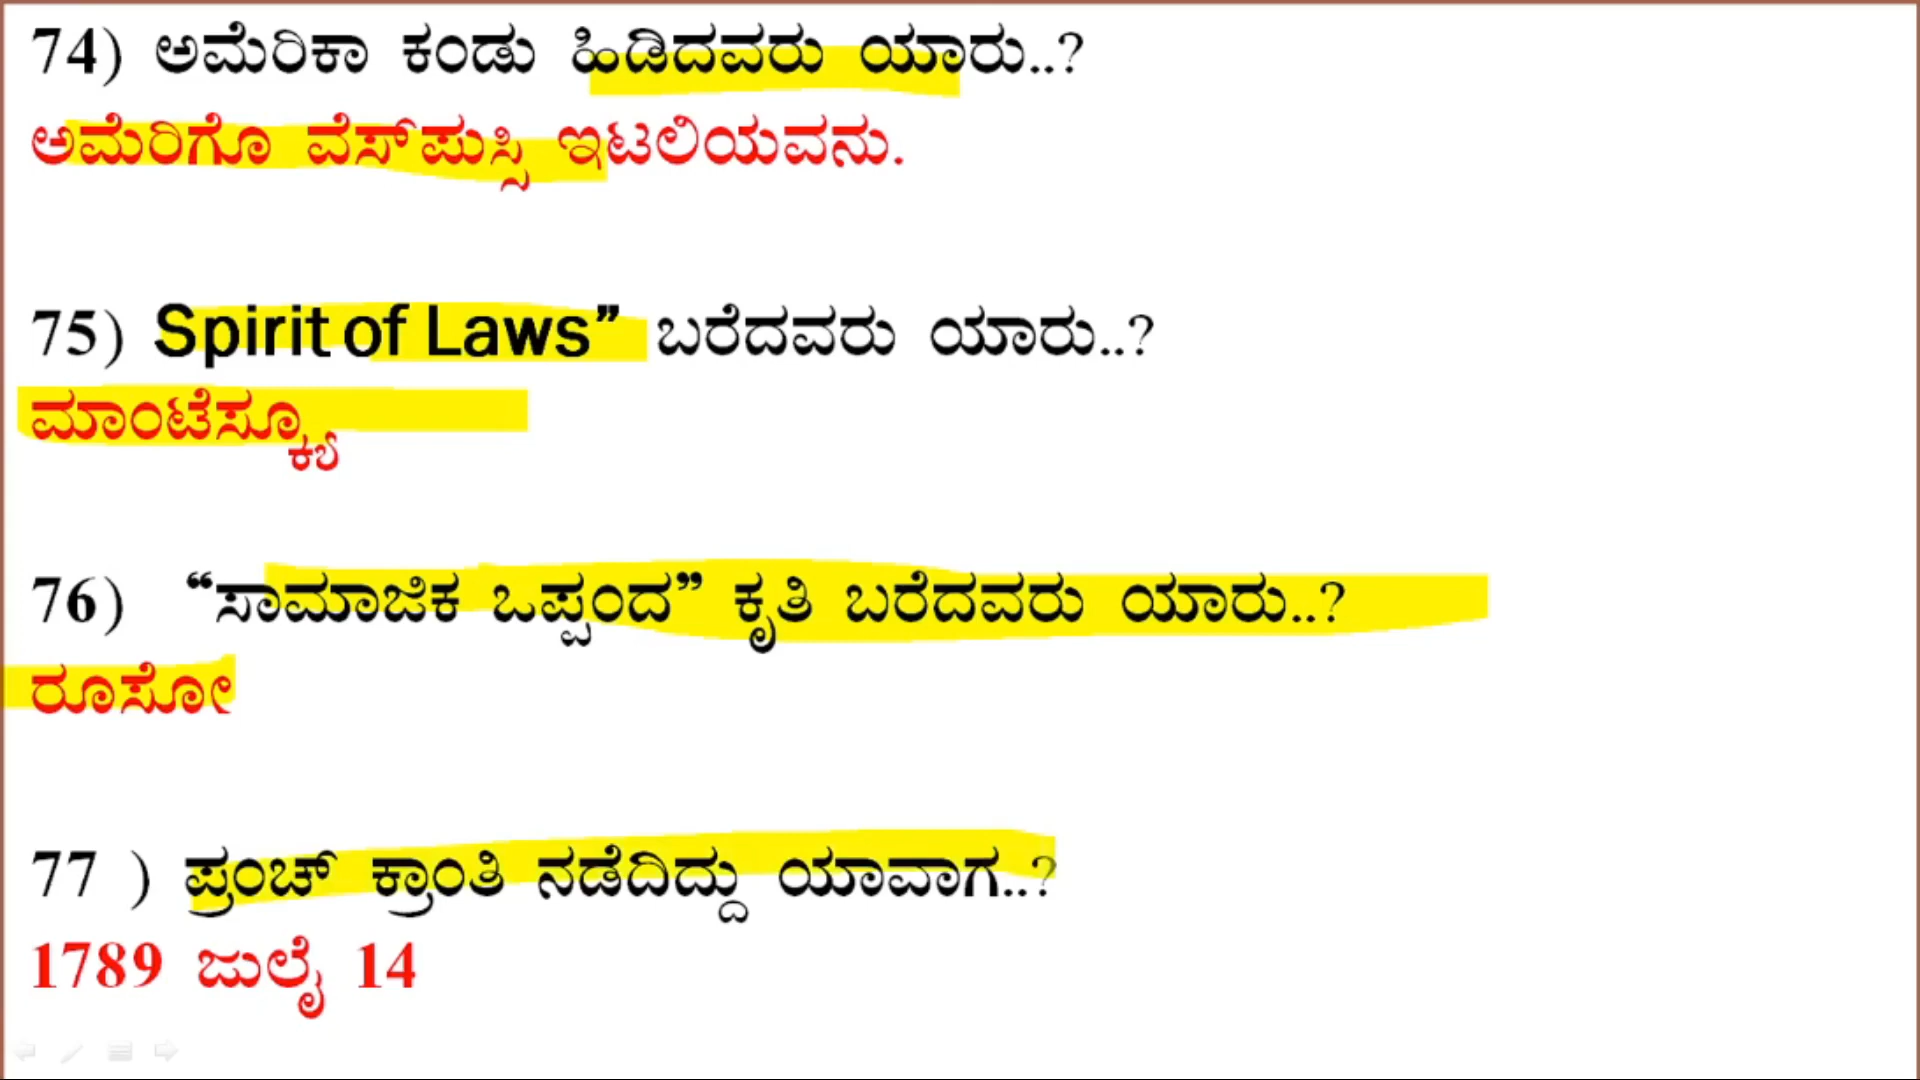 74) ಅಮೆರಿಕಾ ಕಂಡು ಹಿಡಿದವರು ಯಾರು..?
ಅಮೆರಿಗೊ ವೆಸ್‌ಪುಸ್ಸಿ ಇಟಲಿಯವನು.
75) Spirit of Laws” ಬರೆದವರು ಯಾರು..?
ಮಾಂಟೆಸ್ಕ್ಯೂ
76) “ಸಾಮಾಜಿಕ ಒಪ್ಪಂದ” ಕೃತಿ ಬರೆದವರು ಯಾರು..?
ರೂಸೋ
77 ) ಪ್ರಂಚ್ ಕ್ರಾಂತಿ ನಡೆದಿದ್ದು ಯಾವಾಗ..?
1789 ಜುಲೈ 14